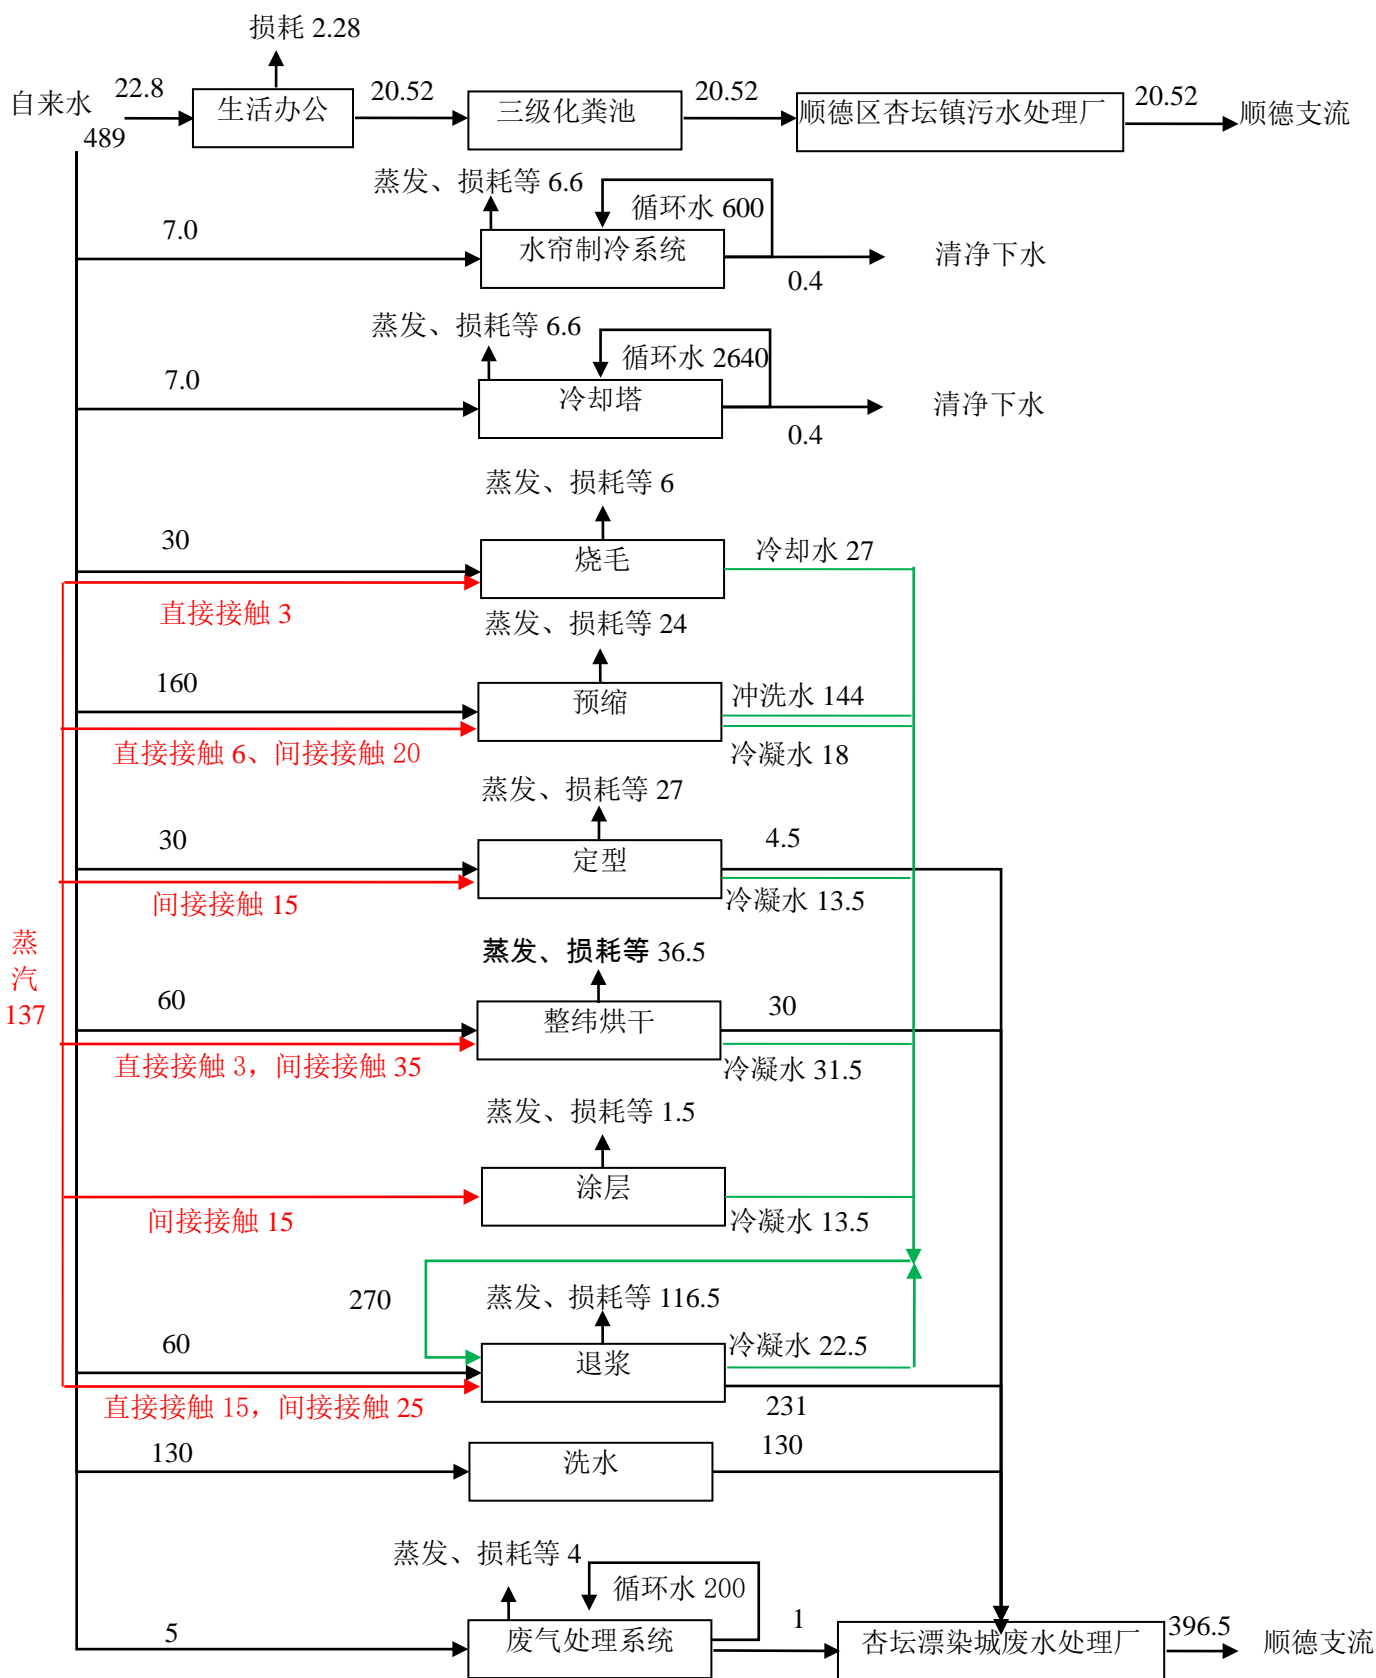 损耗 2.28
自来水
22.8
生活办公
20.52
三级化粪池
20.52
顺德区杏坛镇污水处理厂
20.52
顺德支流
489
蒸发、损耗等 6.6
循环水 600
7.0
水帘制冷系统
清净下水
0.4
蒸发、损耗等 6.6
循环水 2640
7.0
冷却塔
清净下水
0.4
蒸发、损耗等 6
30
烧毛
冷却水 27
直接接触 3
蒸发、损耗等 24
160
预缩
冲洗水 144
直接接触 6、间接接触 20
冷凝水 18
蒸发、损耗等 27
30
定型
4.5
间接接触 15
冷凝水 13.5
蒸
汽
137
蒸发、损耗等 36.5
60
整纬烘干
30
直接接触 3，间接接触 35
冷凝水 31.5
蒸发、损耗等 1.5
涂层
间接接触 15
冷凝水 13.5
270
蒸发、损耗等 116.5
60
退浆
冷凝水 22.5
直接接触 15，间接接触 25
231
130
洗水
130
蒸发、损耗等 4
循环水 200
5
废气处理系统
1
杏坛漂染城废水处理厂
396.5
顺德支流